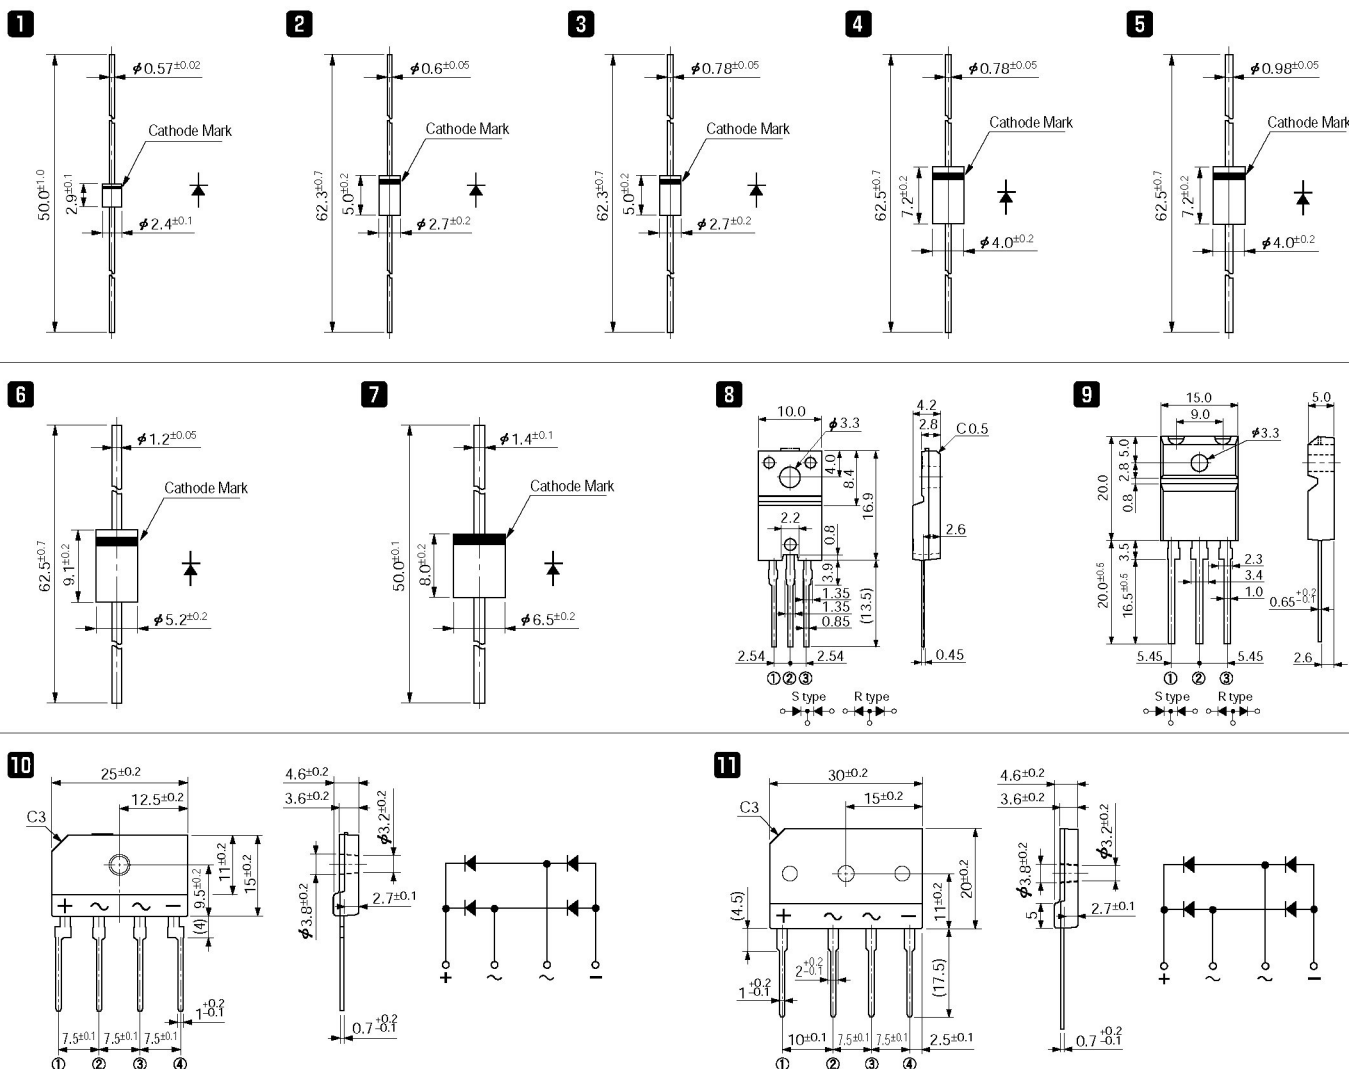 1
ϕ0.57±0.02
Cathode Mark
50.0±1.0
2.9±0.1
ϕ2.4±0.1
2
ϕ0.6±0.05
Cathode Mark
62.3±0.7
5.0±0.2
ϕ2.7±0.2
3
ϕ0.78±0.05
Cathode Mark
62.3±0.7
5.0±0.2
ϕ2.7±0.2
4
ϕ0.78±0.05
Cathode Mark
62.5±0.7
7.2±0.2
ϕ4.0±0.2
5
ϕ0.98±0.05
Cathode Mark
62.5±0.7
7.2±0.2
ϕ4.0±0.2
6
ϕ1.2±0.05
Cathode Mark
62.5±0.7
9.1±0.2
ϕ5.2±0.2
7
ϕ1.4±0.1
Cathode Mark
50.0±0.1
8.0±0.2
ϕ6.5±0.2
8
10.0
ϕ3.3
4.0
8.4
16.9
2.2
0.8
3.9
1.35
1.35
0.85
(13.5)
2.54
2.54
① ② ③
S type
R type
4.2
2.8
C 0.5
2.6
0.45
9
15.0
9.0
ϕ3.3
5.0
2.8
0.8
20.0
3.5
20.0±0.5
16.5±0.5
2.3
3.4
1.0
5.45
5.45
① ② ③
S type
R type
5.0
0.65+0.2-0.1
2.6
10
25±0.2
12.5±0.2
C3
11±0.2
15±0.2
9.5±0.2
(4)
+ ~ ~ −
1+0.2-0.1
7.5±0.1
7.5±0.1
7.5±0.1
① ② ③ ④
4.6±0.2
3.6±0.2
ϕ3.2±0.2
ϕ3.8±0.2
2.7±0.1
0.7+0.2-0.1
+ ~ ~ −
11
30±0.2
15±0.2
C3
20±0.2
11±0.2
(4.5)
+ ~ ~ −
2+0.2-0.1
1+0.2-0.1
(17.5)
10±0.1
7.5±0.1
7.5±0.1
2.5±0.1
① ② ③ ④
4.6±0.2
3.6±0.2
ϕ3.2±0.2
ϕ3.8±0.2
5
2.7±0.1
0.7+0.2-0.1
+ ~ ~ −